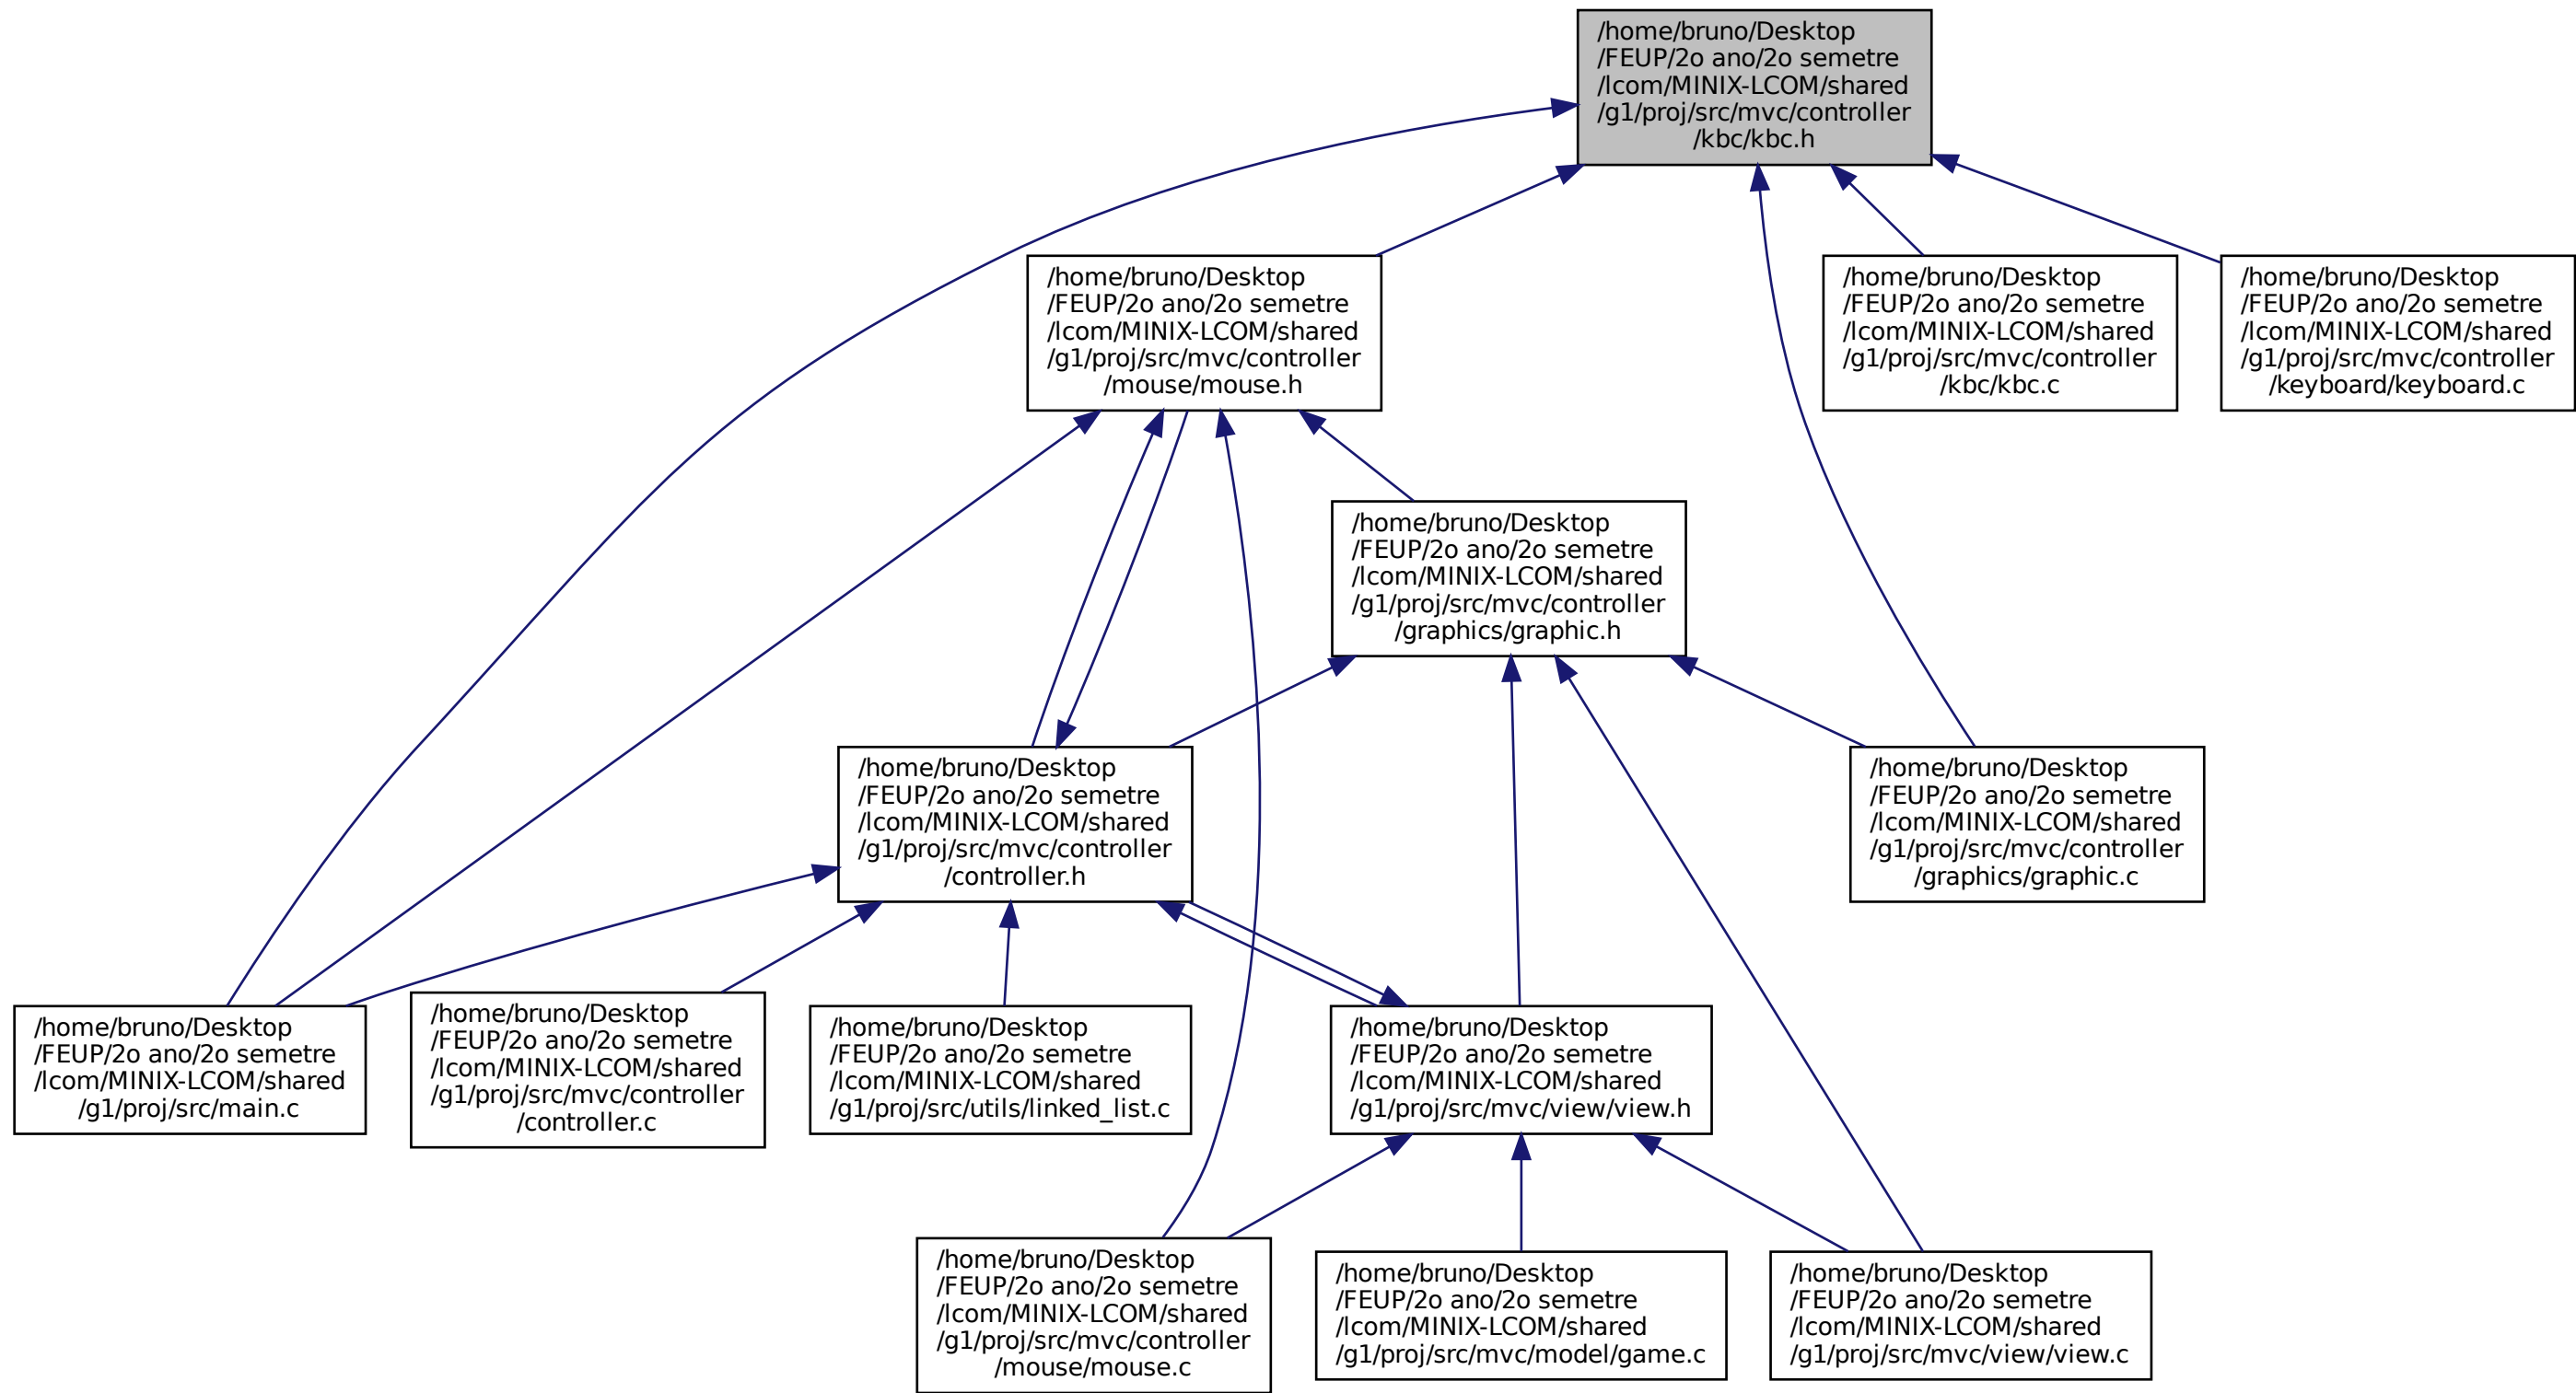 /home/bruno/Desktop
/FEUP/2o ano/2o semetre
/lcom/MINIX-LCOM/shared
/g1/proj/src/mvc/controller
/kbc/kbc.h
/home/bruno/Desktop
/FEUP/2o ano/2o semetre
/lcom/MINIX-LCOM/shared
/g1/proj/src/mvc/controller
/mouse/mouse.h
/home/bruno/Desktop
/FEUP/2o ano/2o semetre
/lcom/MINIX-LCOM/shared
/g1/proj/src/mvc/controller
/kbc/kbc.c
/home/bruno/Desktop
/FEUP/2o ano/2o semetre
/lcom/MINIX-LCOM/shared
/g1/proj/src/mvc/controller
/keyboard/keyboard.c
/home/bruno/Desktop
/FEUP/2o ano/2o semetre
/lcom/MINIX-LCOM/shared
/g1/proj/src/mvc/controller
/graphics/graphic.h
/home/bruno/Desktop
/FEUP/2o ano/2o semetre
/lcom/MINIX-LCOM/shared
/g1/proj/src/mvc/controller
/controller.h
/home/bruno/Desktop
/FEUP/2o ano/2o semetre
/lcom/MINIX-LCOM/shared
/g1/proj/src/mvc/controller
/graphics/graphic.c
/home/bruno/Desktop
/FEUP/2o ano/2o semetre
/lcom/MINIX-LCOM/shared
/g1/proj/src/main.c
/home/bruno/Desktop
/FEUP/2o ano/2o semetre
/lcom/MINIX-LCOM/shared
/g1/proj/src/mvc/controller
/controller.c
/home/bruno/Desktop
/FEUP/2o ano/2o semetre
/lcom/MINIX-LCOM/shared
/g1/proj/src/utils/linked_list.c
/home/bruno/Desktop
/FEUP/2o ano/2o semetre
/lcom/MINIX-LCOM/shared
/g1/proj/src/mvc/view/view.h
/home/bruno/Desktop
/FEUP/2o ano/2o semetre
/lcom/MINIX-LCOM/shared
/g1/proj/src/mvc/controller
/mouse/mouse.c
/home/bruno/Desktop
/FEUP/2o ano/2o semetre
/lcom/MINIX-LCOM/shared
/g1/proj/src/mvc/model/game.c
/home/bruno/Desktop
/FEUP/2o ano/2o semetre
/lcom/MINIX-LCOM/shared
/g1/proj/src/mvc/view/view.c